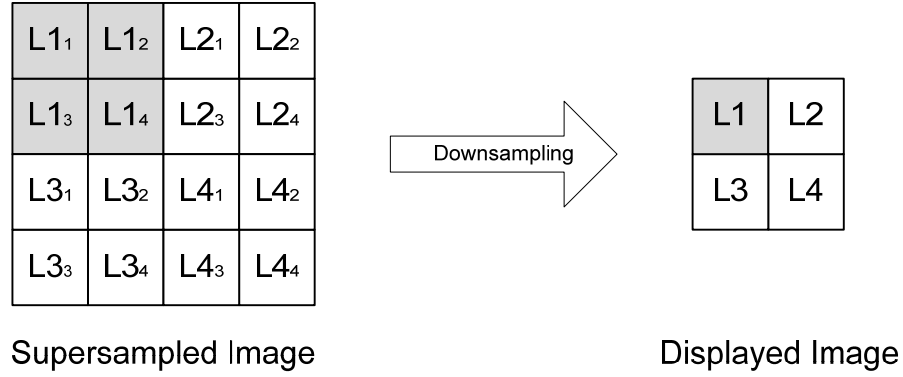 L1₁ L1₂ L2₁ L2₂
L1₃ L1₄ L2₃ L2₄
L1 L2
Downsampling
L3₁ L3₂ L4₁ L4₂
L3 L4
L3₃ L3₄ L4₃ L4₄
Supersampled Image
Displayed Image